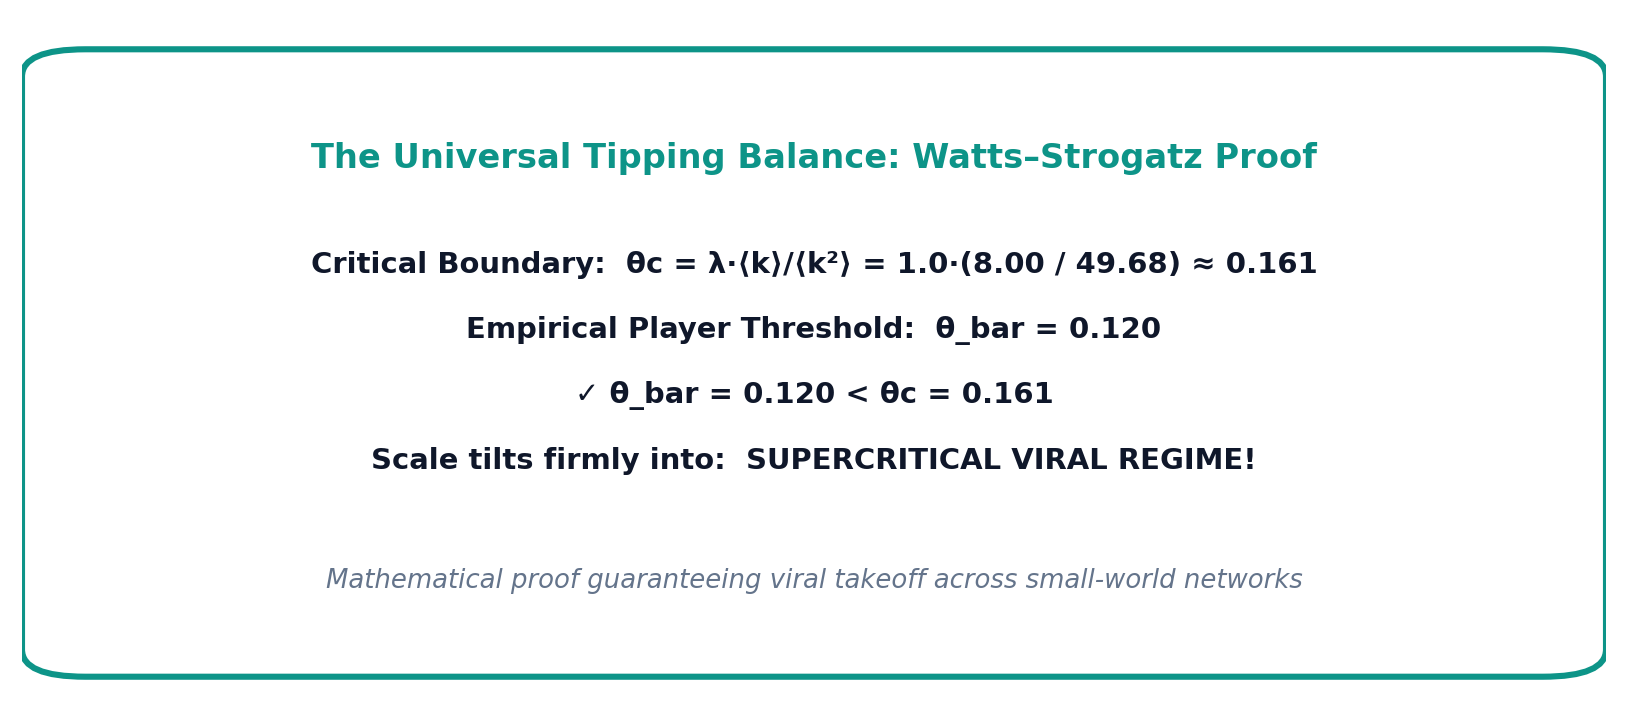 The Universal Tipping Balance: Watts–Strogatz Proof
Critical Boundary:  θc = λ·⟨k⟩/⟨k²⟩ = 1.0·(8.00 / 49.68) ≈ 0.161
Empirical Player Threshold:  θ_bar = 0.120
✓ θ_bar = 0.120 < θc = 0.161
Scale tilts firmly into:  SUPERCRITICAL VIRAL REGIME!
Mathematical proof guaranteeing viral takeoff across small-world networks